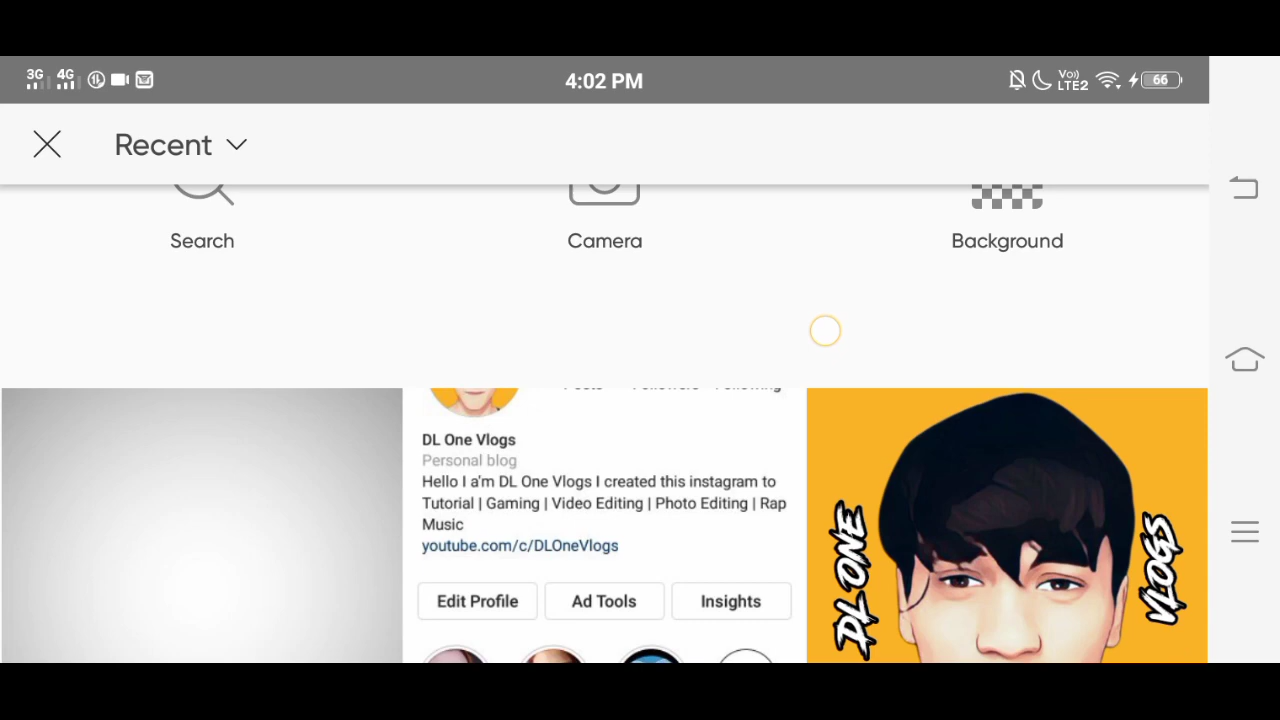 3G 4G 4:02 PM Vo)) LTE2 66
Recent
Search Camera Background
DL One Vlogs
Personal blog
Hello I a'm DL One Vlogs I created this instagram to
Tutorial | Gaming | Video Editing | Photo Editing | Rap
Music
youtube.com/c/DLOneVlogs
Edit Profile Ad Tools Insights
DL ONE
VLOGS